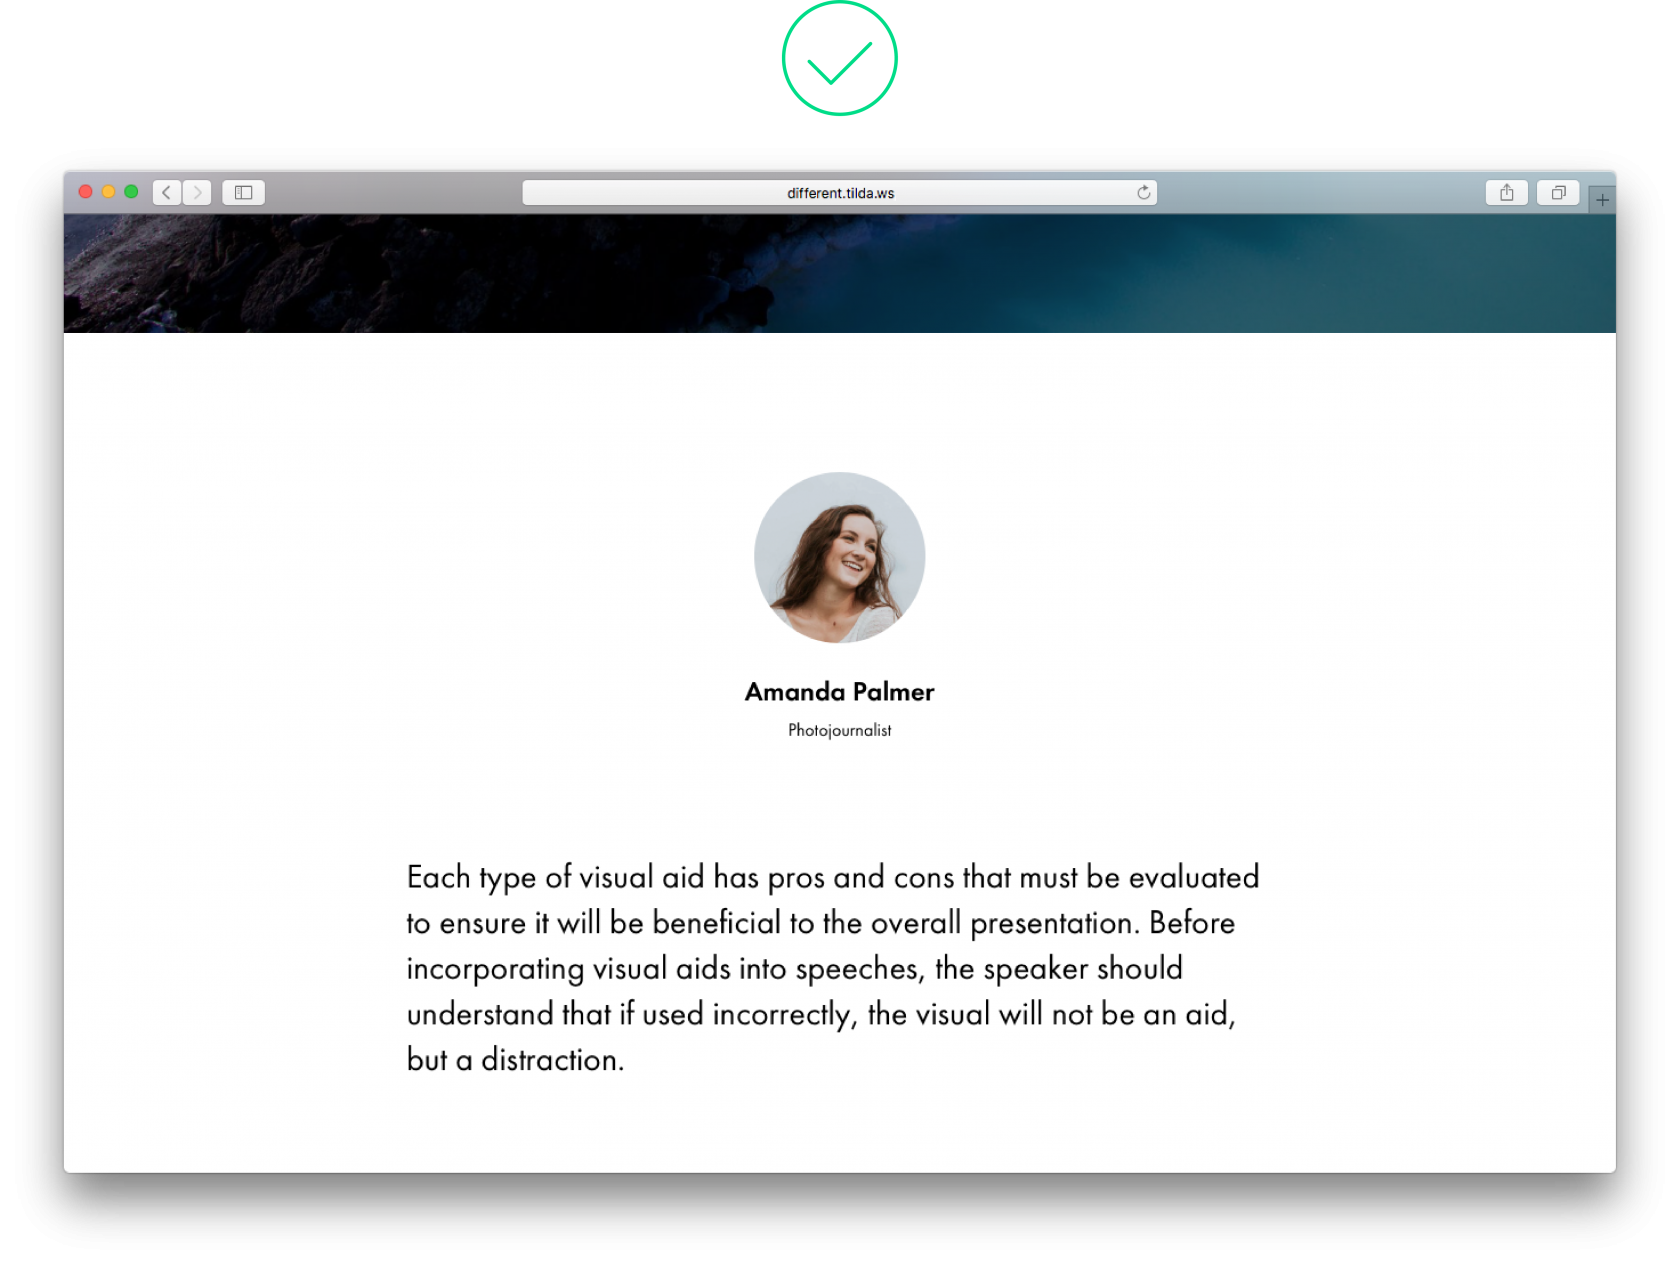 different.tilda.ws
Amanda Palmer
Photojournalist
Each type of visual aid has pros and cons that must be evaluated
to ensure it will be beneficial to the overall presentation. Before
incorporating visual aids into speeches, the speaker should
understand that if used incorrectly, the visual will not be an aid,
but a distraction.